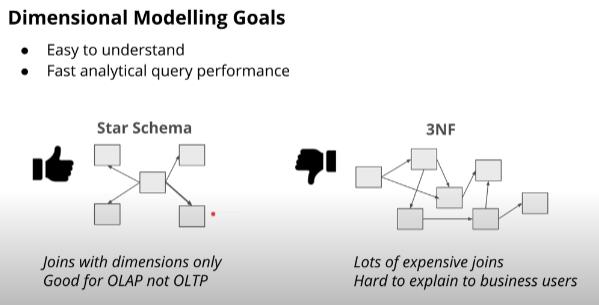 Dimensional Modelling Goals
● Easy to understand
● Fast analytical query performance
Star Schema
Joins with dimensions only
Good for OLAP not OLTP
3NF
Lots of expensive joins
Hard to explain to business users